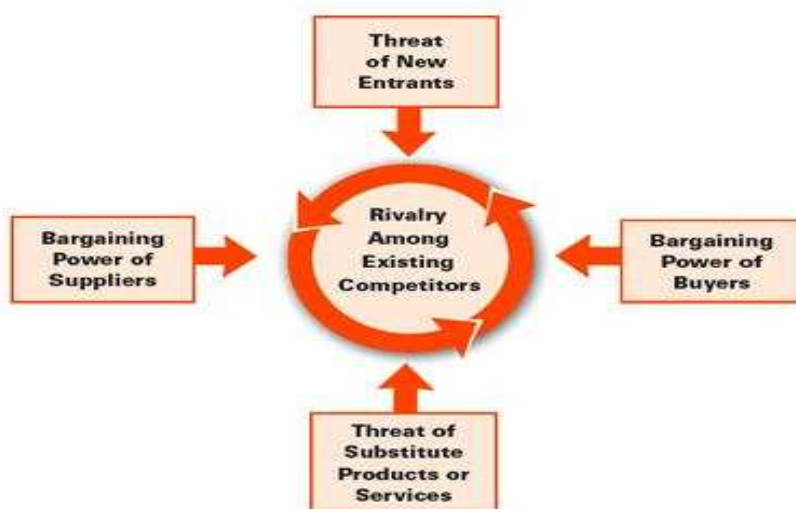 Threat
of New
Entrants
Bargaining
Power of
Suppliers
Rivalry
Among
Existing
Competitors
Bargaining
Power of
Buyers
Threat of
Substitute
Products or
Services